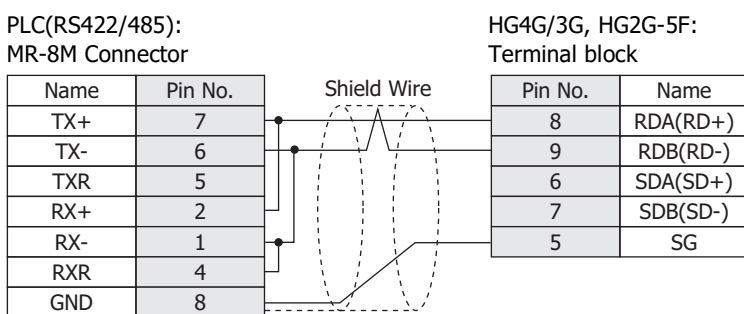 PLC(RS422/485):
MR-8M Connector
HG4G/3G, HG2G-5F:
Terminal block
Name Pin No. Shield Wire Pin No. Name
TX+ 7 8 RDA(RD+)
TX- 6 9 RDB(RD-)
TXR 5 6 SDA(SD+)
RX+ 2 7 SDB(SD-)
RX- 1 5 SG
RXR 4
GND 8